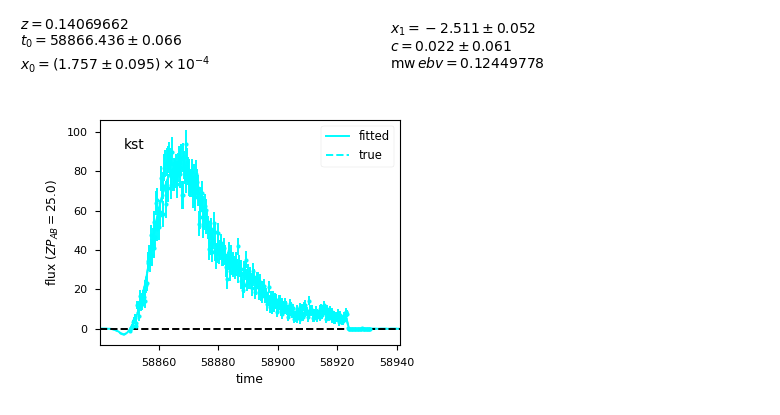 z = 0.14069662
t₀ = 58866.436 ± 0.066
x₀ = (1.757 ± 0.095) × 10⁻⁴
x₁ = − 2.511 ± 0.052
c = 0.022 ± 0.061
mw ebv = 0.12449778
kst
fitted
true
100
80
60
40
20
0
flux (ZP_AB = 25.0)
58860 58880 58900 58920 58940
time